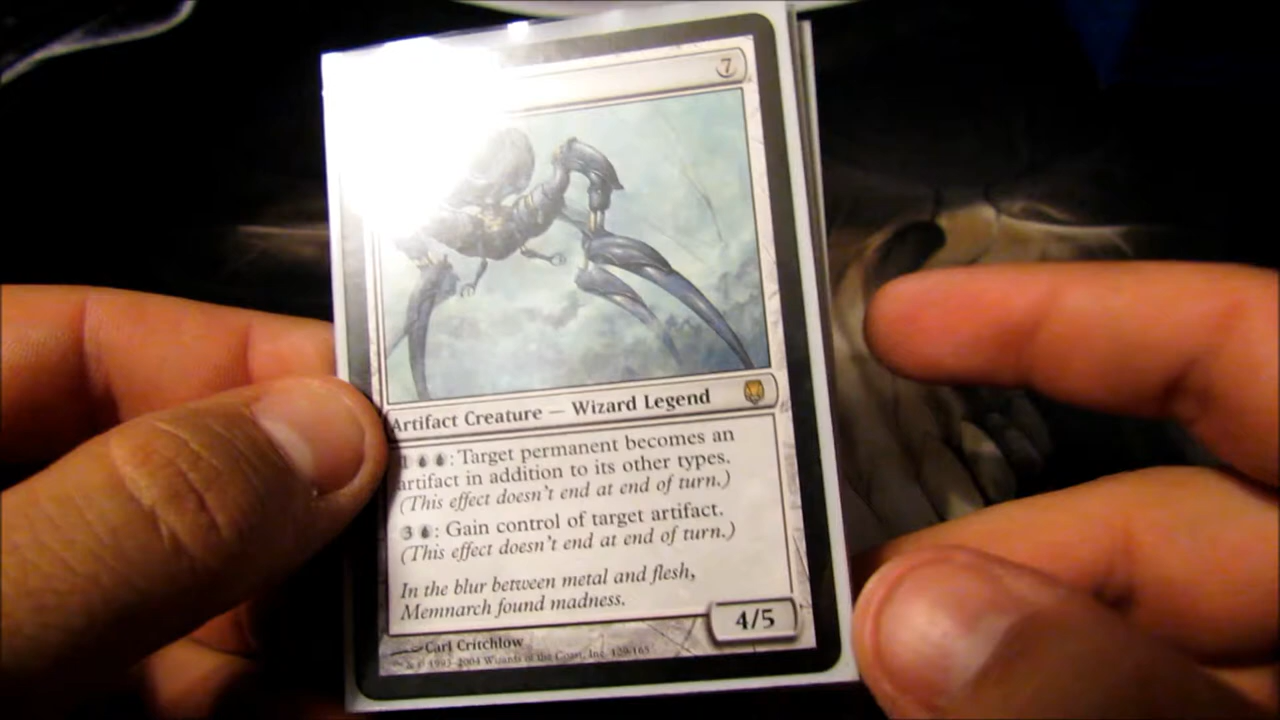 7
Artifact Creature — Wizard Legend
1 : Target permanent becomes an
artifact in addition to its other types.
(This effect doesn't end at end of turn.)
3 : Gain control of target artifact.
(This effect doesn't end at end of turn.)
In the blur between metal and flesh,
Memnarch found madness.
4/5
Carl Critchlow
© 1993-2004 Wizards of the Coast, Inc. 129/165